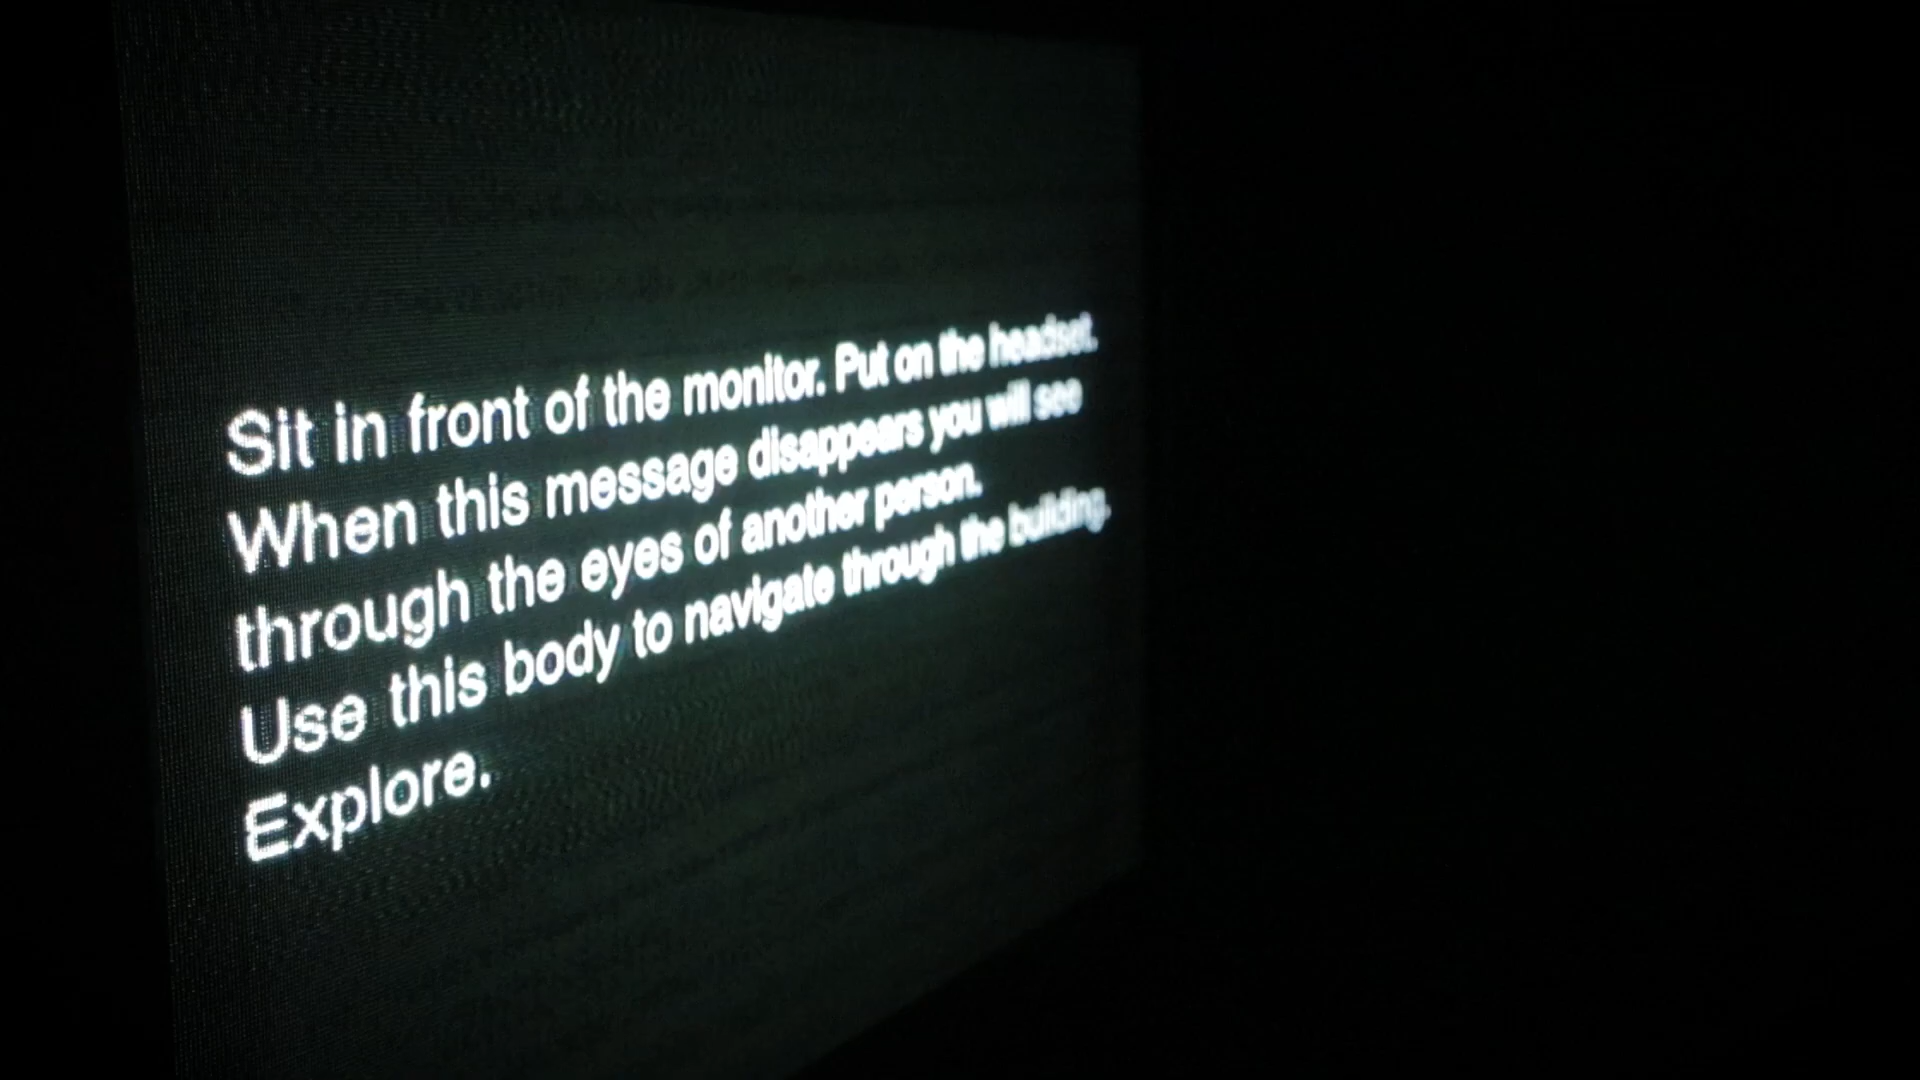 Sit in front of the monitor. Put on the headset.
When this message disappears you will see
through the eyes of another person.
Use this body to navigate through the building.
Explore.